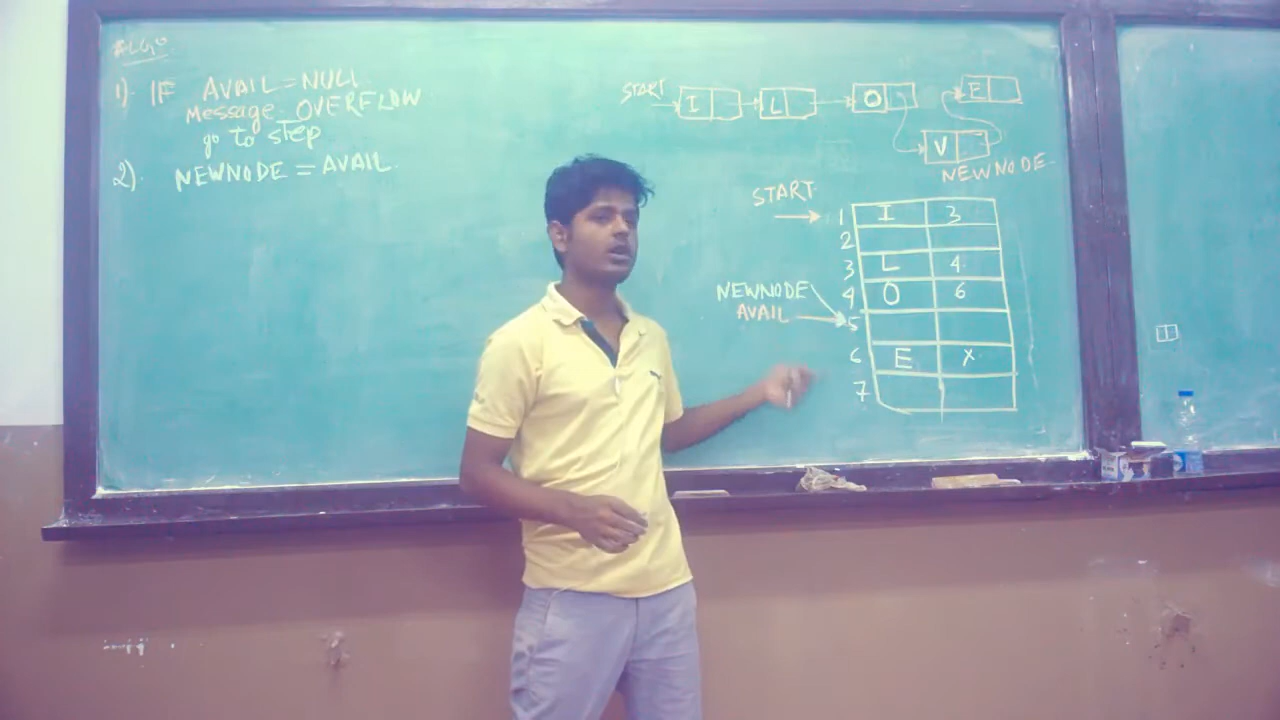 ALGO
1). IF AVAIL=NULL
Message OVERFLOW
go to step
2). NEWNODE = AVAIL.
START I L O E
V
NEWNODE
START
1 I 3
2
3 L 4
4 O 6
NEWNODE
AVAIL
5
6 E X
7